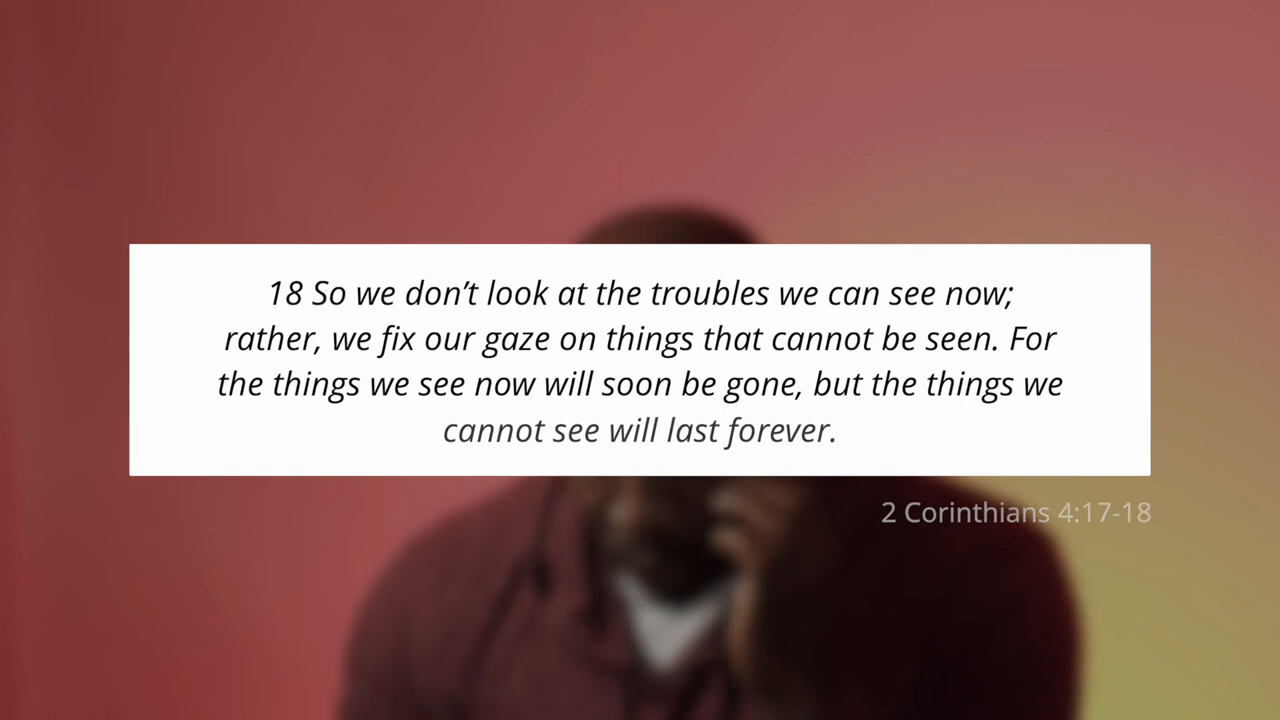 18 So we don’t look at the troubles we can see now;
rather, we fix our gaze on things that cannot be seen. For
the things we see now will soon be gone, but the things we
cannot see will last forever.
2 Corinthians 4:17-18